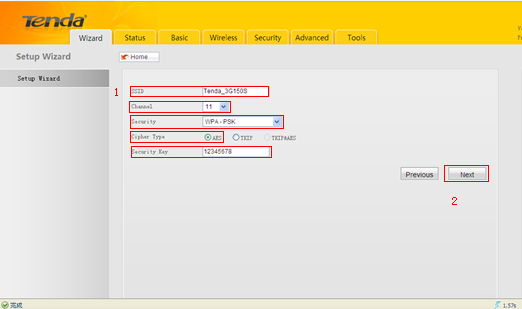 Tenda
Wizard Status Basic Wireless Security Advanced Tools
Setup Wizard
Home
Setup Wizard
1
SSID Tenda_3G150S
Channel 11
Security WPA - PSK
Cipher Type AES TKIP TKIP&AES
Security Key 12345678
Previous Next
2
完成 1.57s